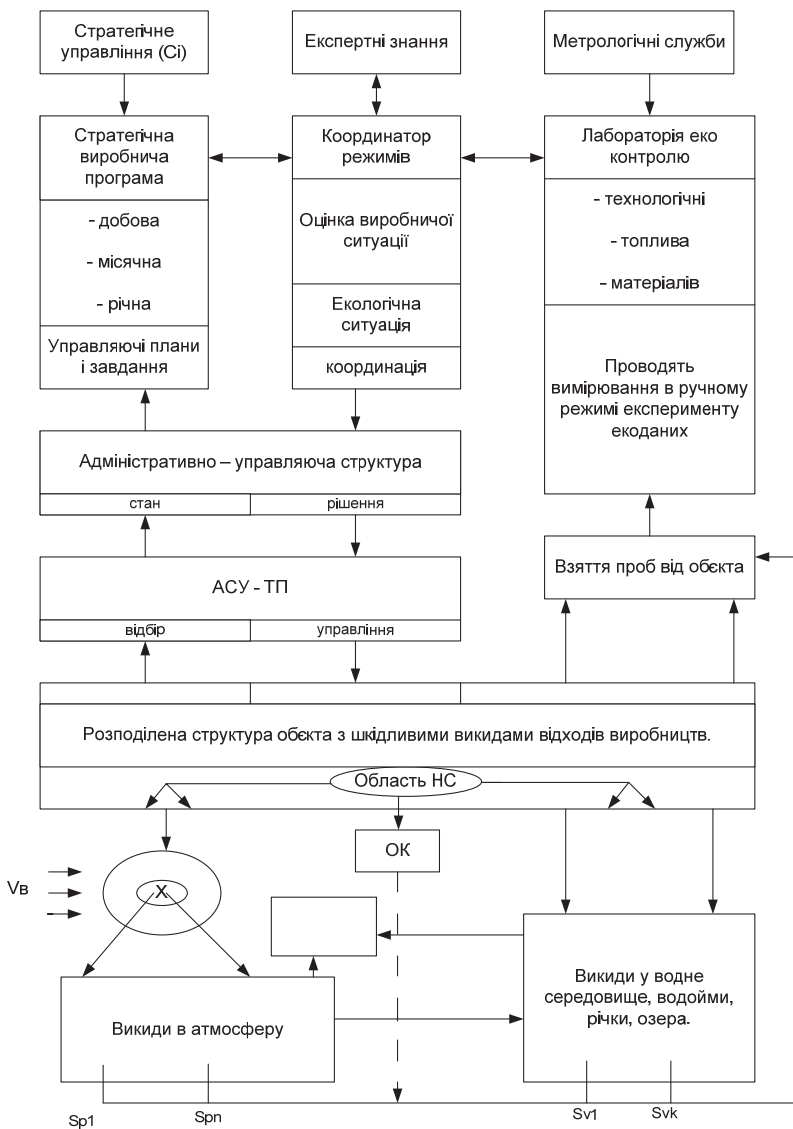 Стратегічне
управління (Сі)
Експертні знання
Метрологічні служби
Стратегічна
виробнича
програма
- добова
- місячна
- річна
Управляючі плани
і завдання
Координатор
режимів
Оцінка виробничої
ситуації
Екологічна
ситуація
координація
Лабораторія еко
контролю
- технологічні
- топлива
- матеріалів
Проводять
вимірювання в ручному
режимі експерименту
екоданих
Адміністративно – управляюча структура
стан
рішення
АСУ - ТП
відбір
управління
Взяття проб від обєкта
Розподілена структура обєкта з шкідливими викидами відходів виробництв.
Область НС
ОК
Vв
X
Викиди в атмосферу
Викиди у водне
середовище, водойми,
річки, озера.
Sp1
Spn
Sv1
Svk